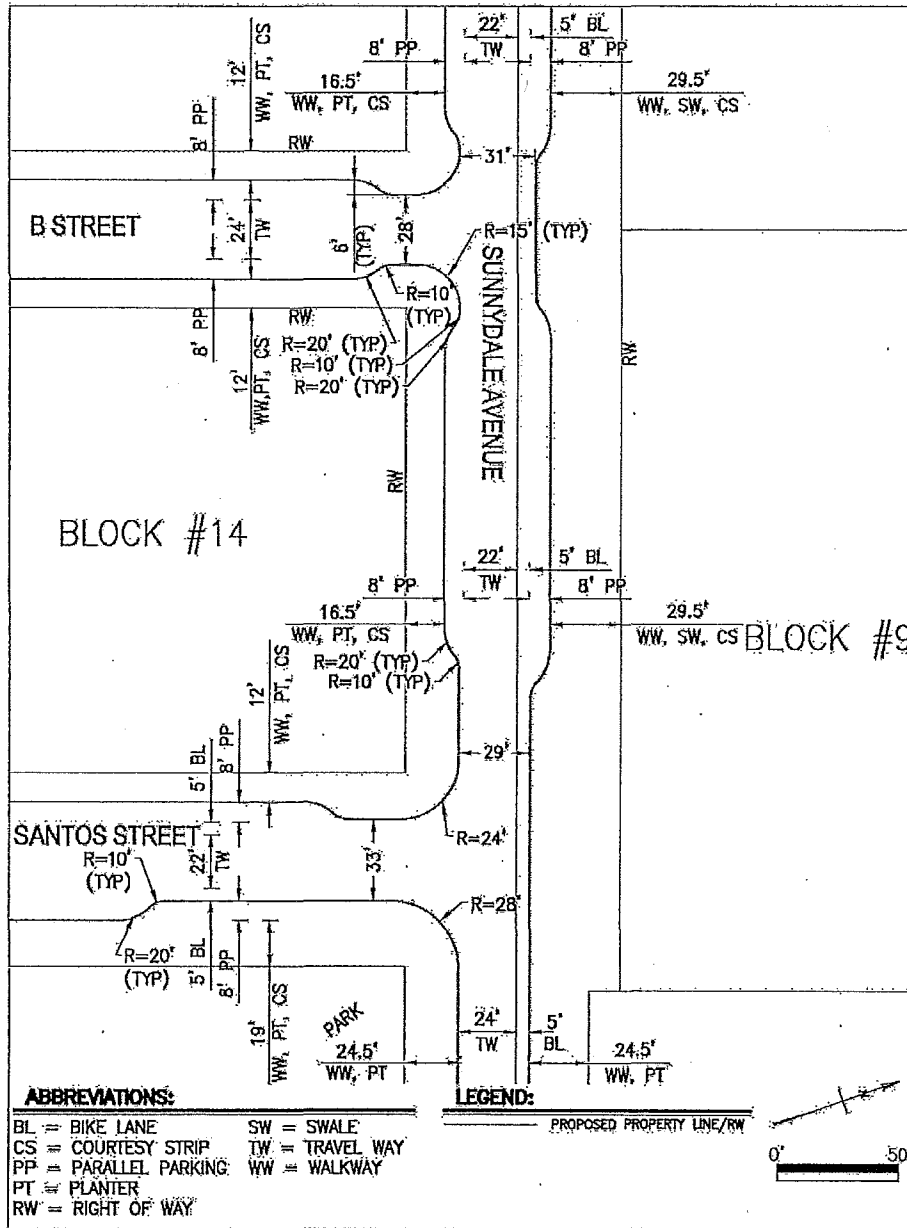 22'
TW
5' BL
8' PP
8' PP
12'
WW, PT, CS
16.5'
WW, PT, CS
29.5'
WW, SW, CS
8' PP
RW
31'
B STREET
24'
TW
6'
(TYP)
28'
R=15' (TYP)
SUNNYDALE AVENUE
R=10'
(TYP)
8' PP
RW
R=20' (TYP)
R=10' (TYP)
R=20' (TYP)
12'
WW, PT, CS
RW
RW
BLOCK #14
22'
TW
5' BL
8' PP
8' PP
16.5'
WW, PT, CS
29.5'
WW, SW, CS
BLOCK #9
R=20' (TYP)
R=10'
(TYP)
12'
WW, PT, CS
5' BL
8' PP
29'
SANTOS STREET
R=10'
(TYP)
22'
TW
33'
R=24'
R=28'
R=20'
(TYP)
5' BL
8' PP
19'
WW, PT, CS
PARK
24.5'
WW, PT
24'
TW
5'
BL
24.5'
WW, PT
ABBREVIATIONS:
BL = BIKE LANE
CS = COURTESY STRIP
PP = PARALLEL PARKING
PT = PLANTER
RW = RIGHT OF WAY
SW = SWALE
TW = TRAVEL WAY
WW = WALKWAY
LEGEND:
PROPOSED PROPERTY LINE/RW
0'
50